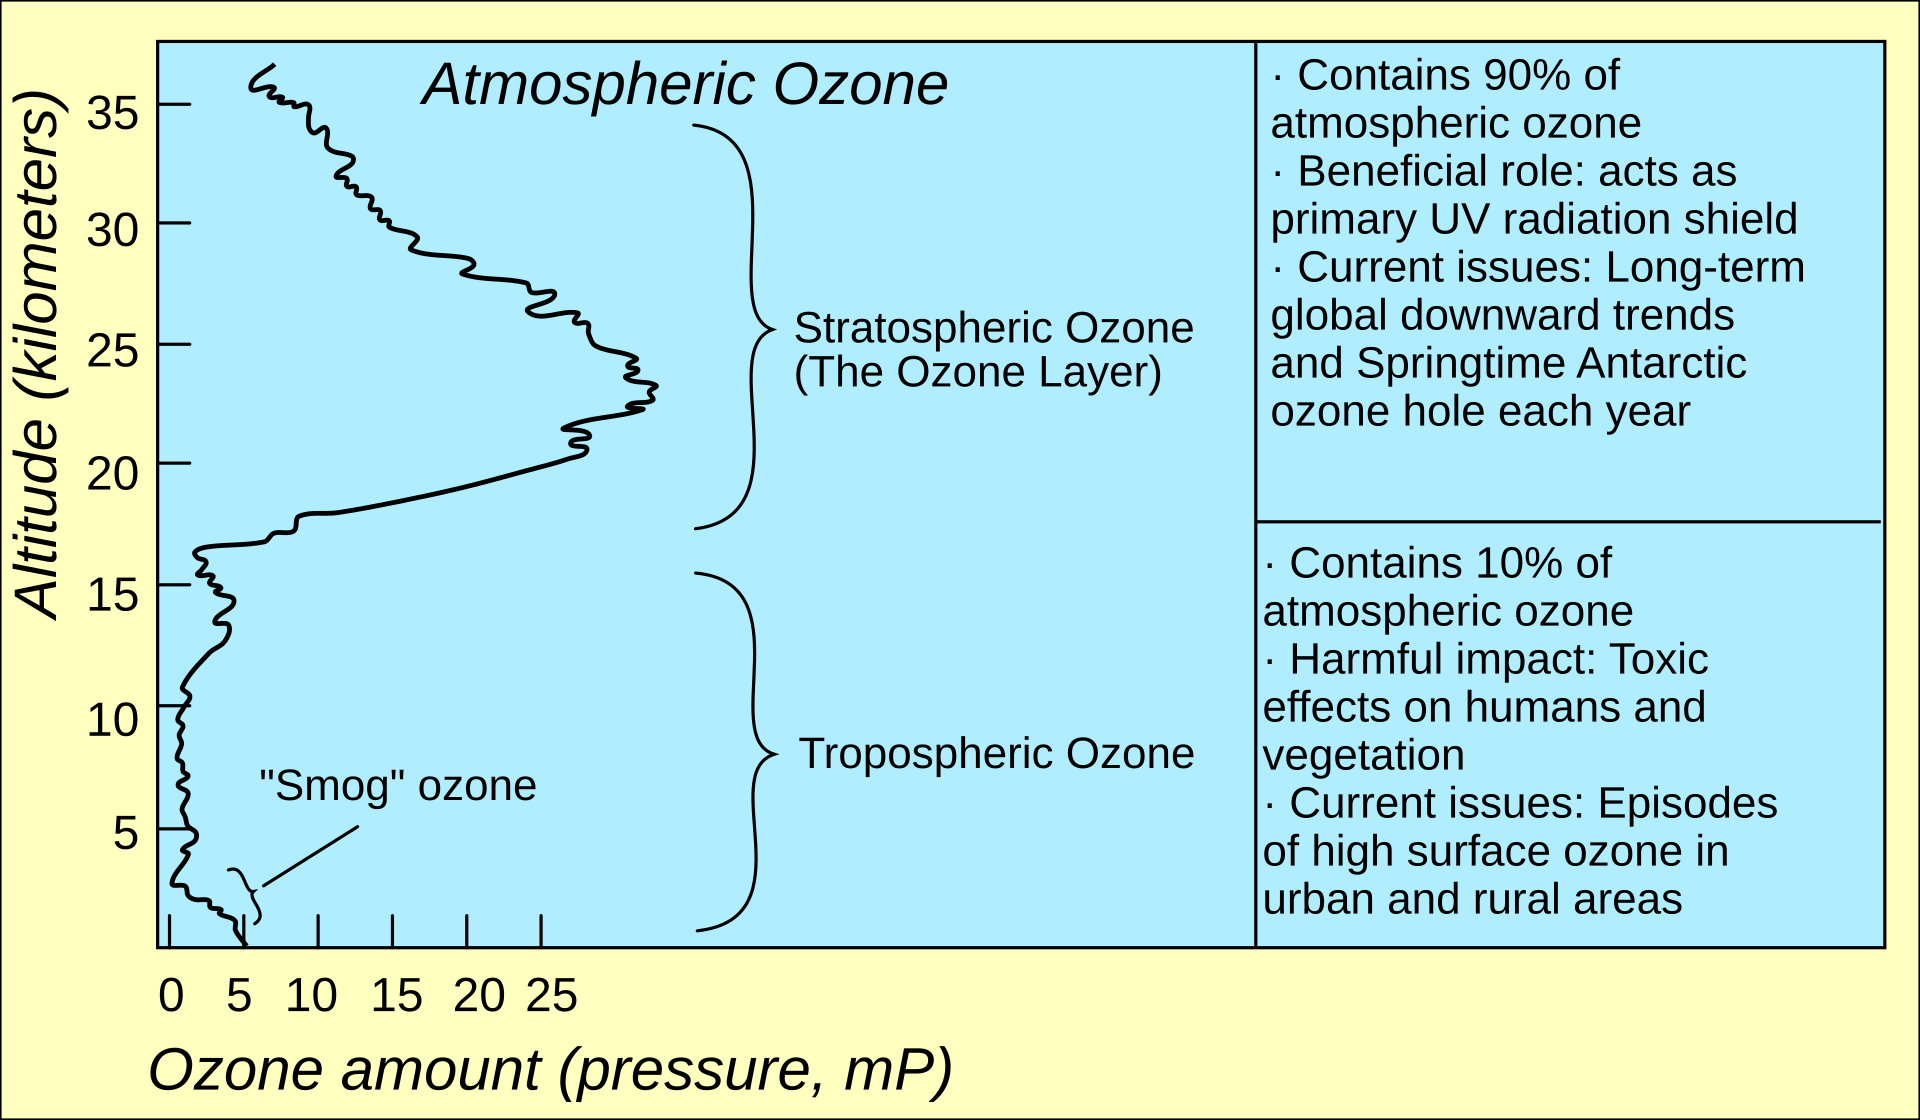 Atmospheric Ozone
Altitude (kilometers)
35
30
25
20
15
10
5
Stratospheric Ozone
(The Ozone Layer)
Tropospheric Ozone
"Smog" ozone
· Contains 90% of
atmospheric ozone
· Beneficial role: acts as
primary UV radiation shield
· Current issues: Long-term
global downward trends
and Springtime Antarctic
ozone hole each year
· Contains 10% of
atmospheric ozone
· Harmful impact: Toxic
effects on humans and
vegetation
· Current issues: Episodes
of high surface ozone in
urban and rural areas
0 5 10 15 20 25
Ozone amount (pressure, mP)